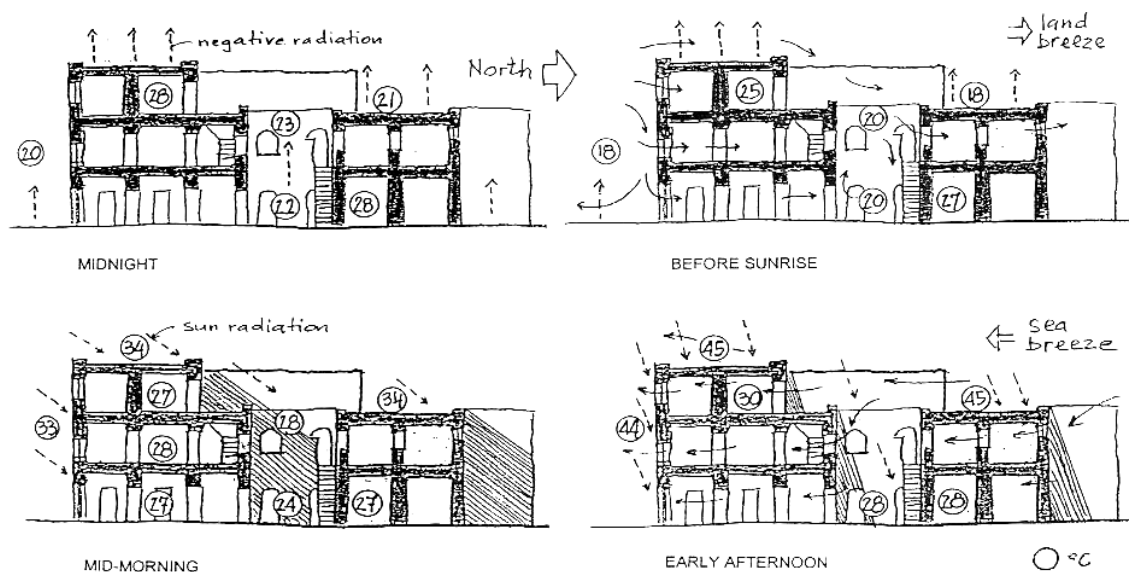 negative radiation
28
21
23
20
22
28
MIDNIGHT
North
land
breeze
25
18
20
18
20
27
BEFORE SUNRISE
sun radiation
34
27
34
33
28
28
27
24
27
MID-MORNING
sea
breeze
45
30
45
44
28
28
EARLY AFTERNOON
°C